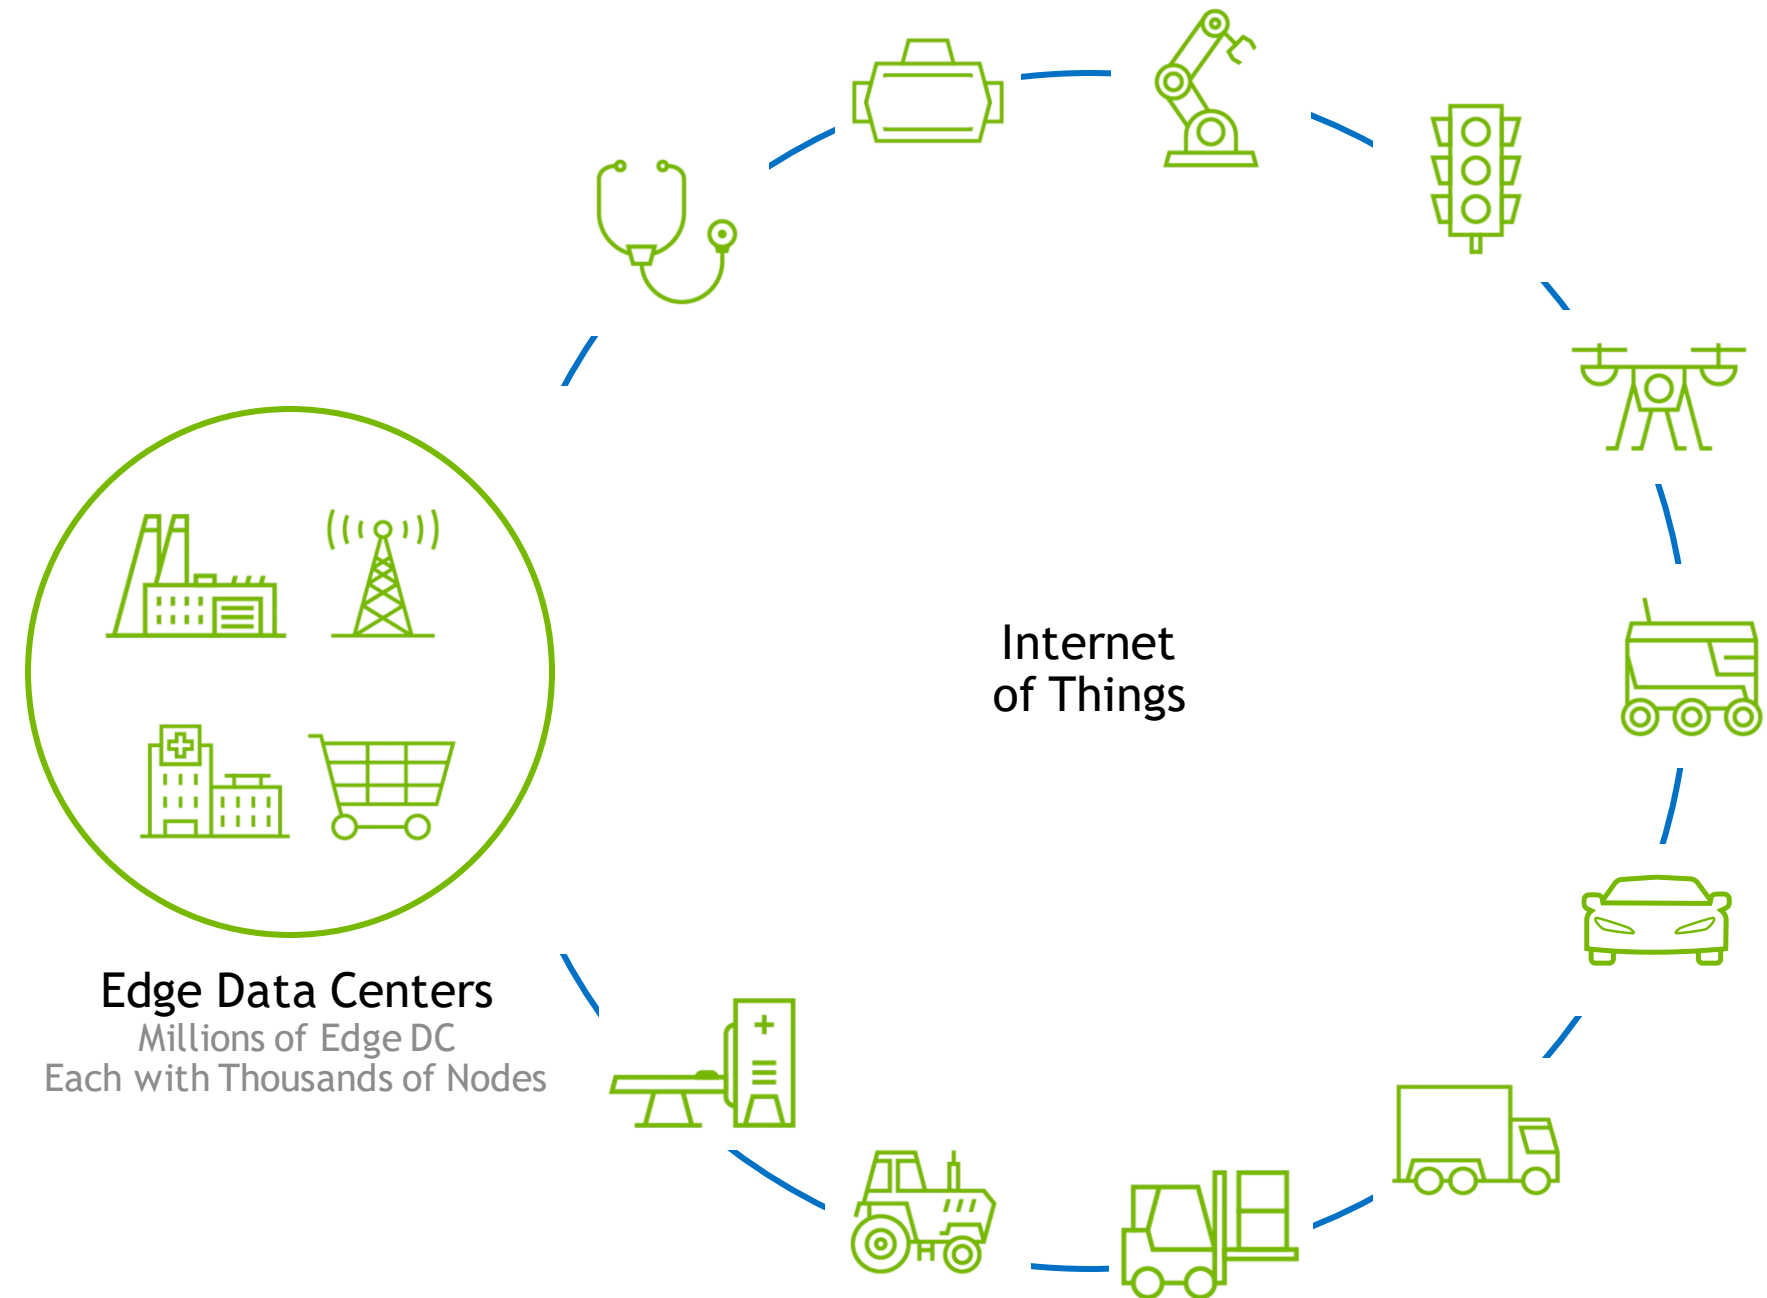 Internet
of Things
Edge Data Centers
Millions of Edge DC
Each with Thousands of Nodes